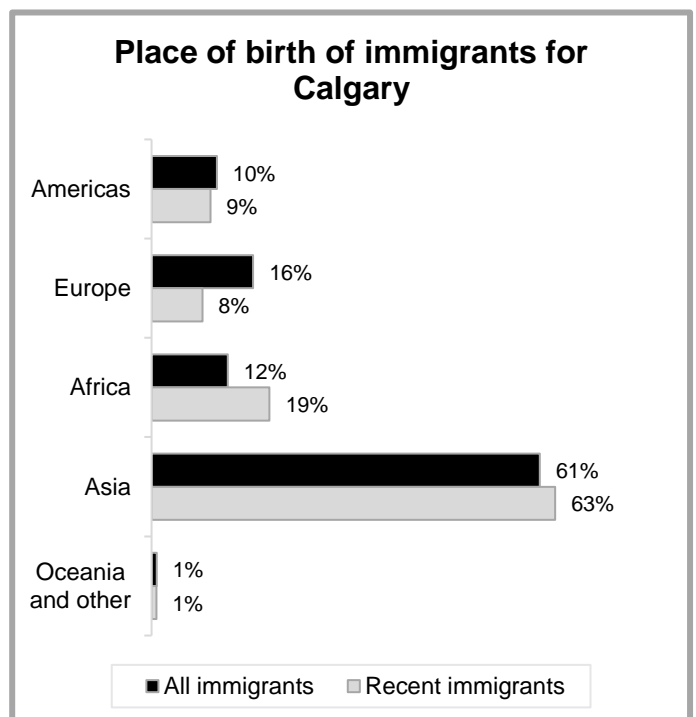 Place of birth of immigrants for
Calgary
Americas
10%
9%
Europe
16%
8%
Africa
12%
19%
Asia
61%
63%
Oceania
and other
1%
1%
All immigrants
Recent immigrants